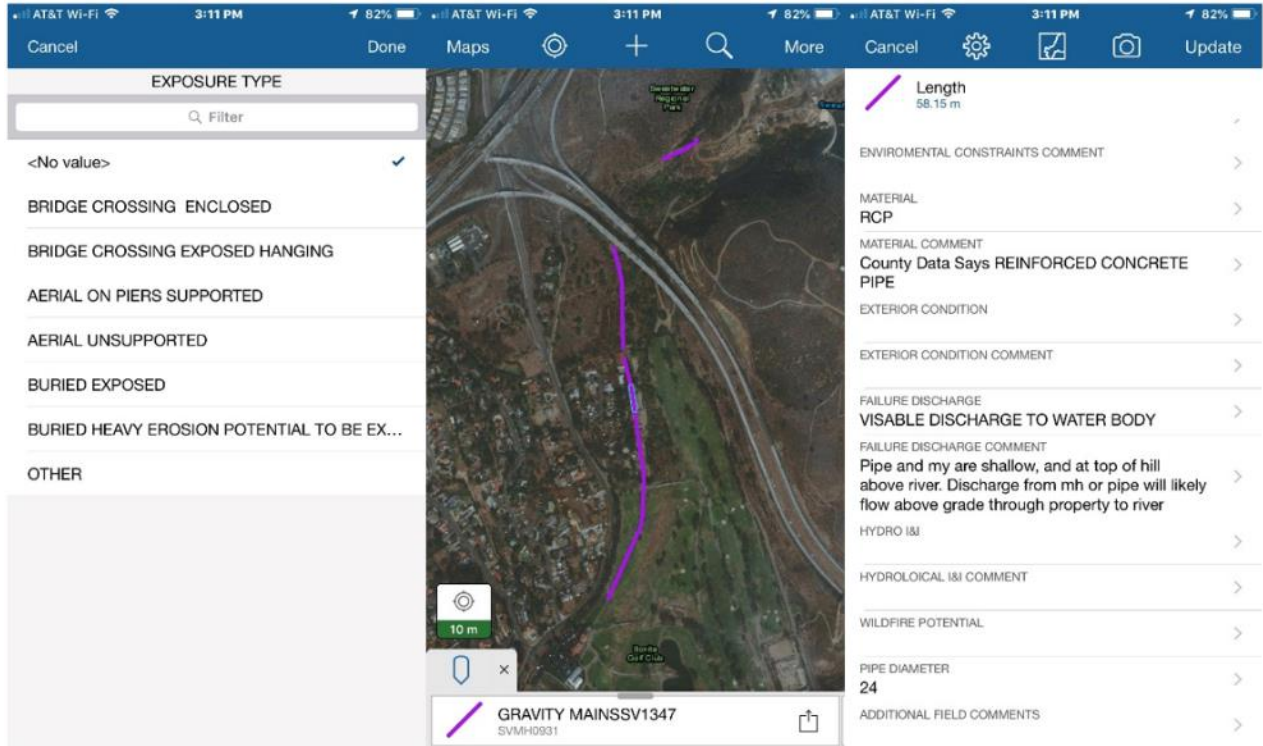 AT&T Wi-Fi
3:11 PM
82%
Cancel
Done
EXPOSURE TYPE
Filter
<No value>
BRIDGE CROSSING  ENCLOSED
BRIDGE CROSSING EXPOSED HANGING
AERIAL ON PIERS SUPPORTED
AERIAL UNSUPPORTED
BURIED EXPOSED
BURIED HEAVY EROSION POTENTIAL TO BE EX...
OTHER
AT&T Wi-Fi
3:11 PM
82%
Maps
More
Sweetwater
Regional
Park
10 m
Bonita
Golf Club
GRAVITY MAINSSV1347
SVMH0931
AT&T Wi-Fi
3:11 PM
82%
Cancel
Update
Length
58.15 m
ENVIROMENTAL CONSTRAINTS COMMENT
MATERIAL
RCP
MATERIAL COMMENT
County Data Says REINFORCED CONCRETE
PIPE
EXTERIOR CONDITION
EXTERIOR CONDITION COMMENT
FAILURE DISCHARGE
VISABLE DISCHARGE TO WATER BODY
FAILURE DISCHARGE COMMENT
Pipe and my are shallow, and at top of hill
above river. Discharge from mh or pipe will likely
flow above grade through property to river
HYDRO I&I
HYDROLOICAL I&I COMMENT
WILDFIRE POTENTIAL
PIPE DIAMETER
24
ADDITIONAL FIELD COMMENTS